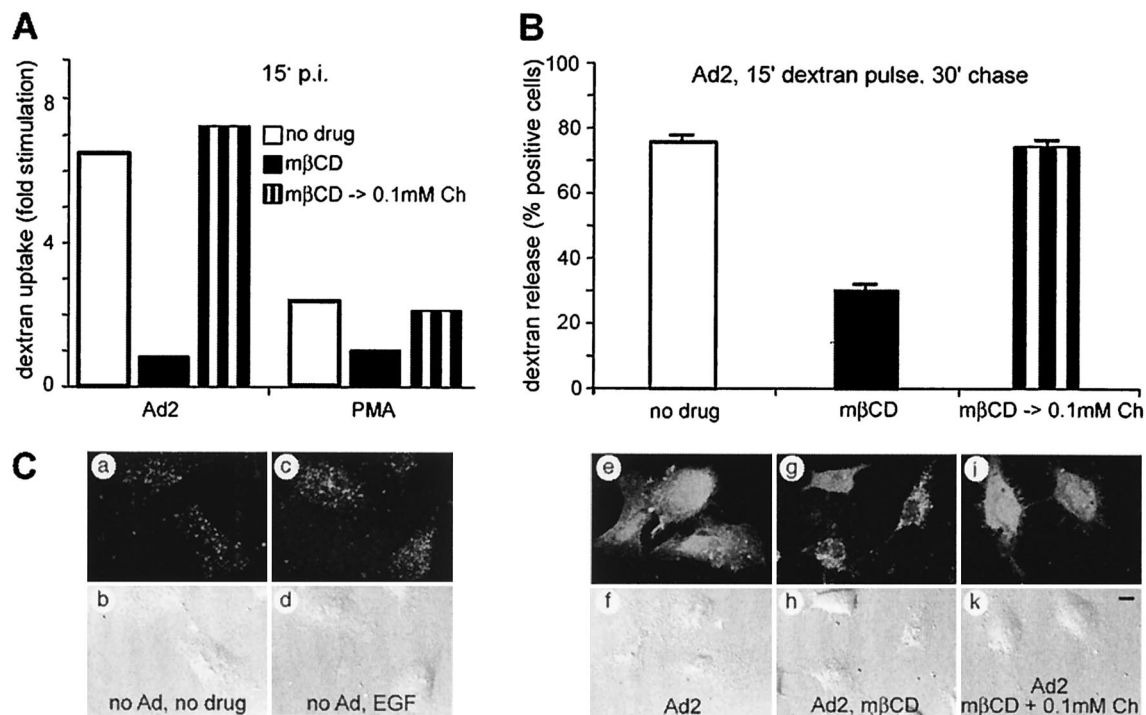 A
15' p.i.
dextran uptake (fold stimulation)
8
4
0
no drug
mβCD
mβCD -> 0.1mM Ch
Ad2
PMA
B
Ad2, 15' dextran pulse, 30' chase
dextran release (% positive cells)
100
80
60
40
20
0
no drug
mβCD
mβCD -> 0.1mM Ch
C
a
c
e
g
i
b
d
f
h
k
no Ad, no drug
no Ad, EGF
Ad2
Ad2, mβCD
Ad2
mβCD + 0.1mM Ch